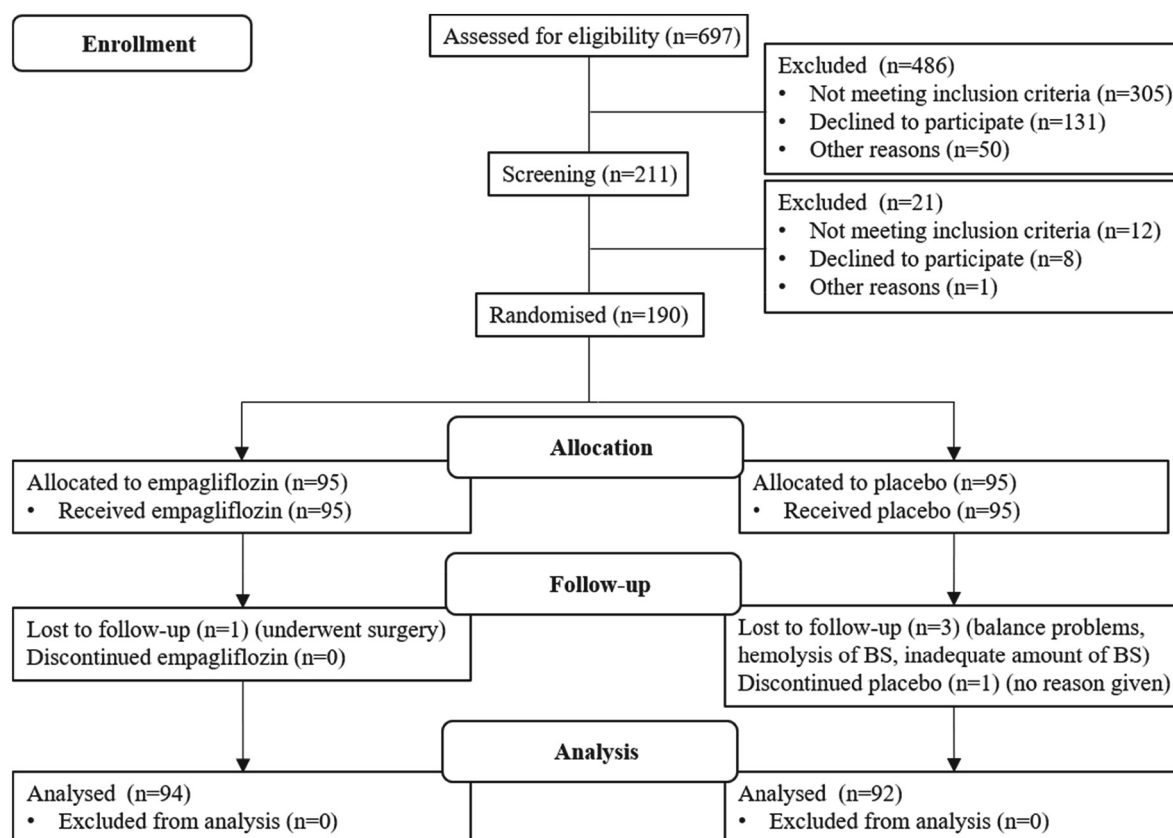 Enrollment
Assessed for eligibility (n=697)
Excluded (n=486)
• Not meeting inclusion criteria (n=305)
• Declined to participate (n=131)
• Other reasons (n=50)
Screening (n=211)
Excluded (n=21)
• Not meeting inclusion criteria (n=12)
• Declined to participate (n=8)
• Other reasons (n=1)
Randomised (n=190)
Allocation
Allocated to empagliflozin (n=95)
• Received empagliflozin (n=95)
Allocated to placebo (n=95)
• Received placebo (n=95)
Follow-up
Lost to follow-up (n=1) (underwent surgery)
Discontinued empagliflozin (n=0)
Lost to follow-up (n=3) (balance problems,
hemolysis of BS, inadequate amount of BS)
Discontinued placebo (n=1) (no reason given)
Analysis
Analysed (n=94)
• Excluded from analysis (n=0)
Analysed (n=92)
• Excluded from analysis (n=0)